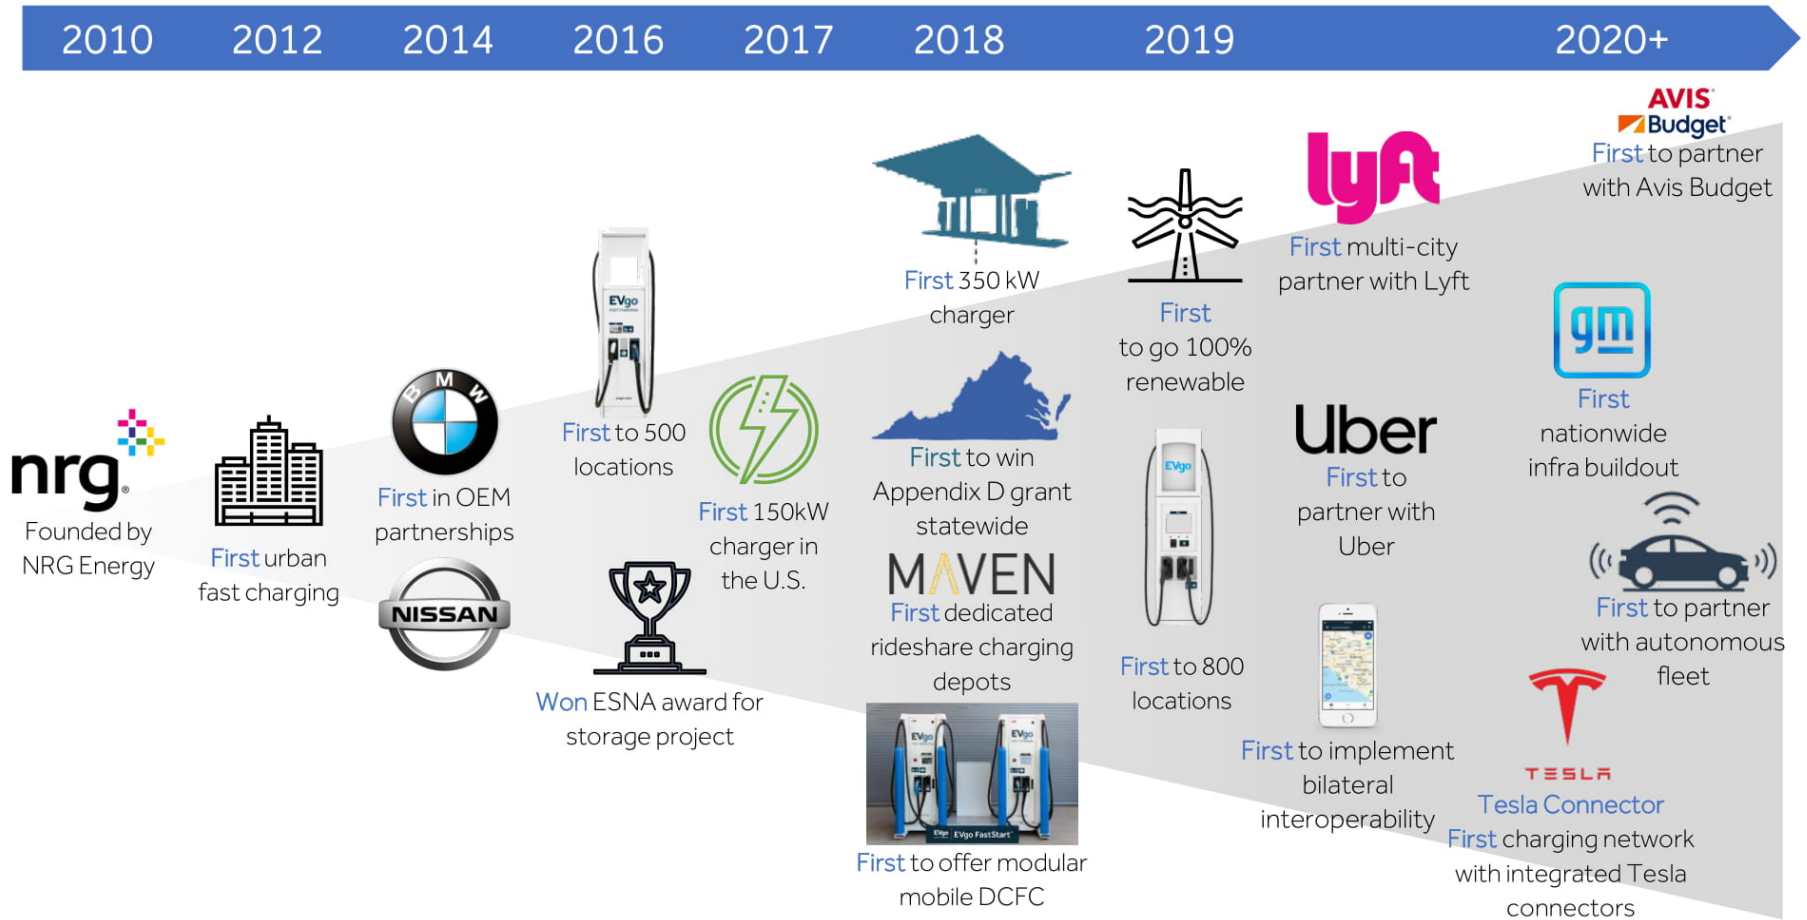 2010
2012
2014
2016
2017
2018
2019
2020+
nrg
Founded by
NRG Energy
First urban
fast charging
BMW
First in OEM
partnerships
NISSAN
EVgo
First to 500
locations
Won ESNA award for
storage project
First 150kW
charger in
the U.S.
First 350 kW
charger
First to win
Appendix D grant
statewide
MAVEN
First dedicated
rideshare charging
depots
EVgo
EVgo
EVgo EVgo FastStart
First to offer modular
mobile DCFC
First
to go 100%
renewable
EVgo
First to 800
locations
lyft
First multi-city
partner with Lyft
Uber
First to
partner with
Uber
First to implement
bilateral
interoperability
AVIS
Budget
First to partner
with Avis Budget
gm
First
nationwide
infra buildout
First to partner
with autonomous
fleet
TESLA
Tesla Connector
First charging network
with integrated Tesla
connectors